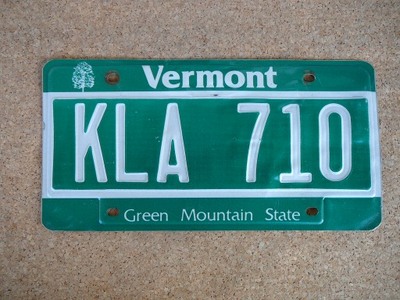 Vermont
KLA 710
Green Mountain State